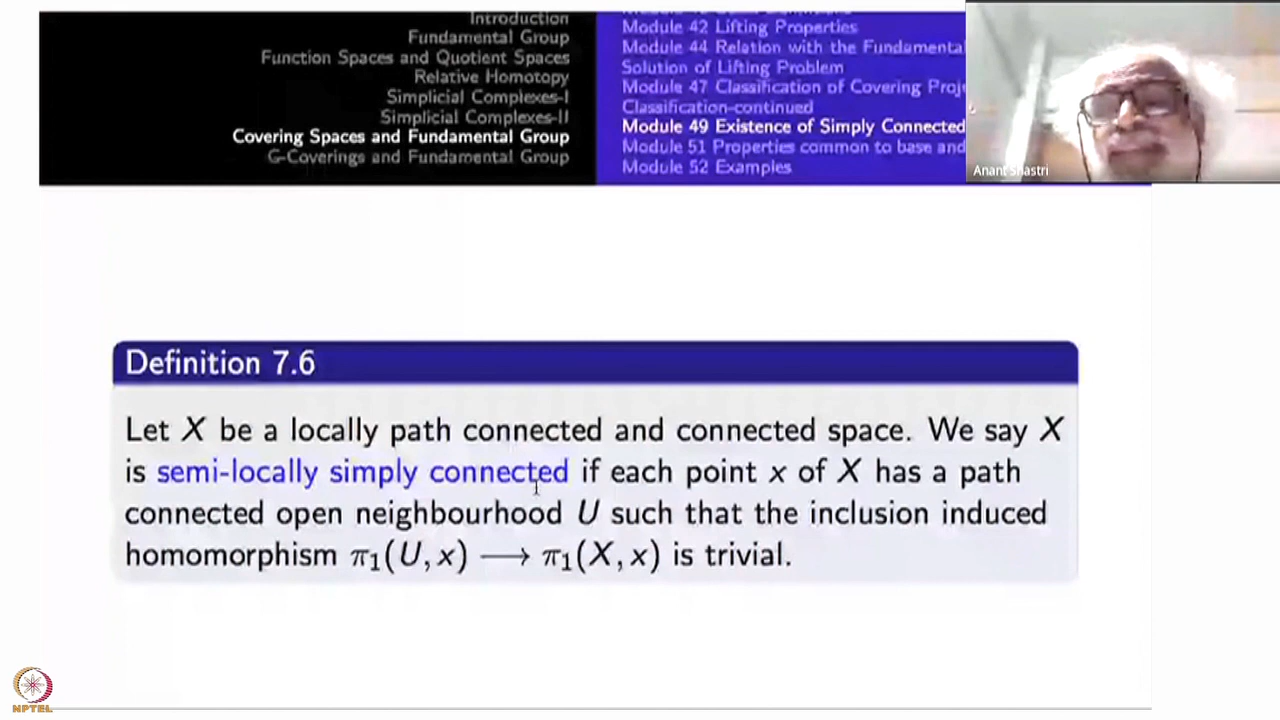 Introduction
Fundamental Group
Function Spaces and Quotient Spaces
Relative Homotopy
Simplicial Complexes-I
Simplicial Complexes-II
Covering Spaces and Fundamental Group
G-Coverings and Fundamental Group
Module 42 Lifting Properties
Module 44 Relation with the Fundamental
Solution of Lifting Problem
Module 47 Classification of Covering Proj
Classification-continued
Module 49 Existence of Simply Connected
Module 51 Properties common to base and
Module 52 Examples
Anant Shastri
Definition 7.6
Let X be a locally path connected and connected space. We say X
is semi-locally simply connected if each point x of X has a path
connected open neighbourhood U such that the inclusion induced
homomorphism π₁(U, x) ⟶ π₁(X, x) is trivial.
NPTEL